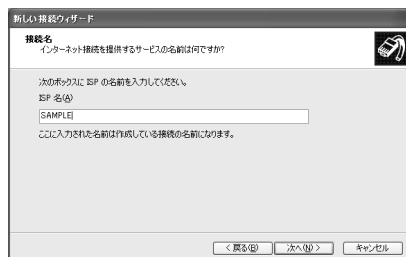 新しい接続ウィザード
接続名
インターネット接続を提供するサービスの名前は何ですか?
次のボックスに ISP の名前を入力してください。
ISP 名(A)
SAMPLE
ここに入力された名前は作成している接続の名前になります。
< 戻る(B)
次へ(N) >
キャンセル